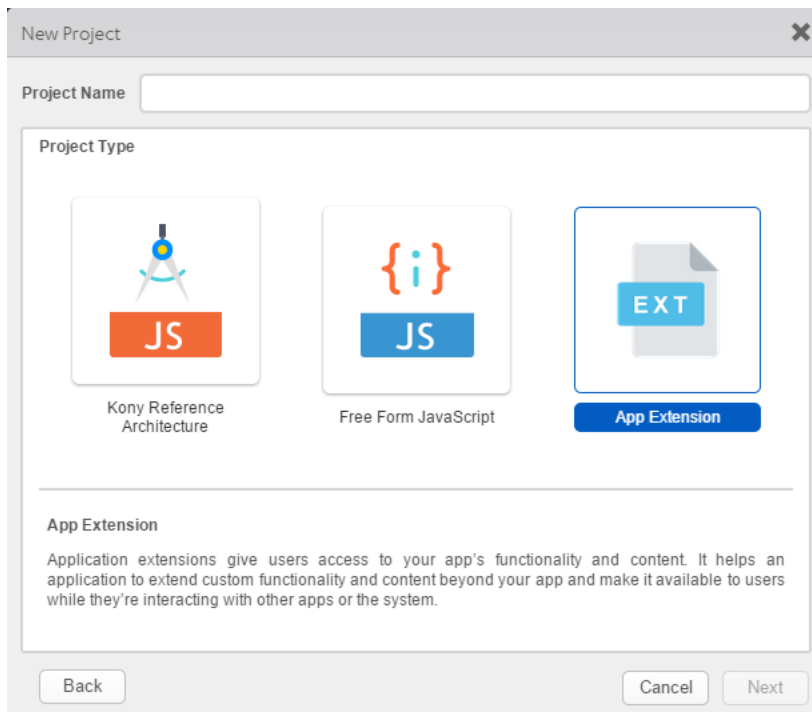 New Project
Project Name
Project Type
JS
JS
EXT
Kony Reference
Architecture
Free Form JavaScript
App Extension
App Extension
Application extensions give users access to your app's functionality and content. It helps an
application to extend custom functionality and content beyond your app and make it available to users
while they're interacting with other apps or the system.
Back
Cancel
Next